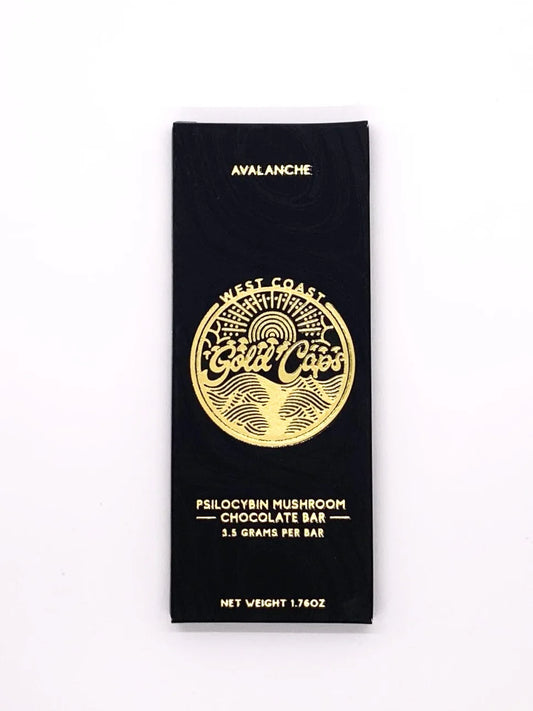 AVALANCHE
WEST COAST
Gold Caps
PSILOCYBIN MUSHROOM
CHOCOLATE BAR
3.5 GRAMS PER BAR
NET WEIGHT 1.76OZ